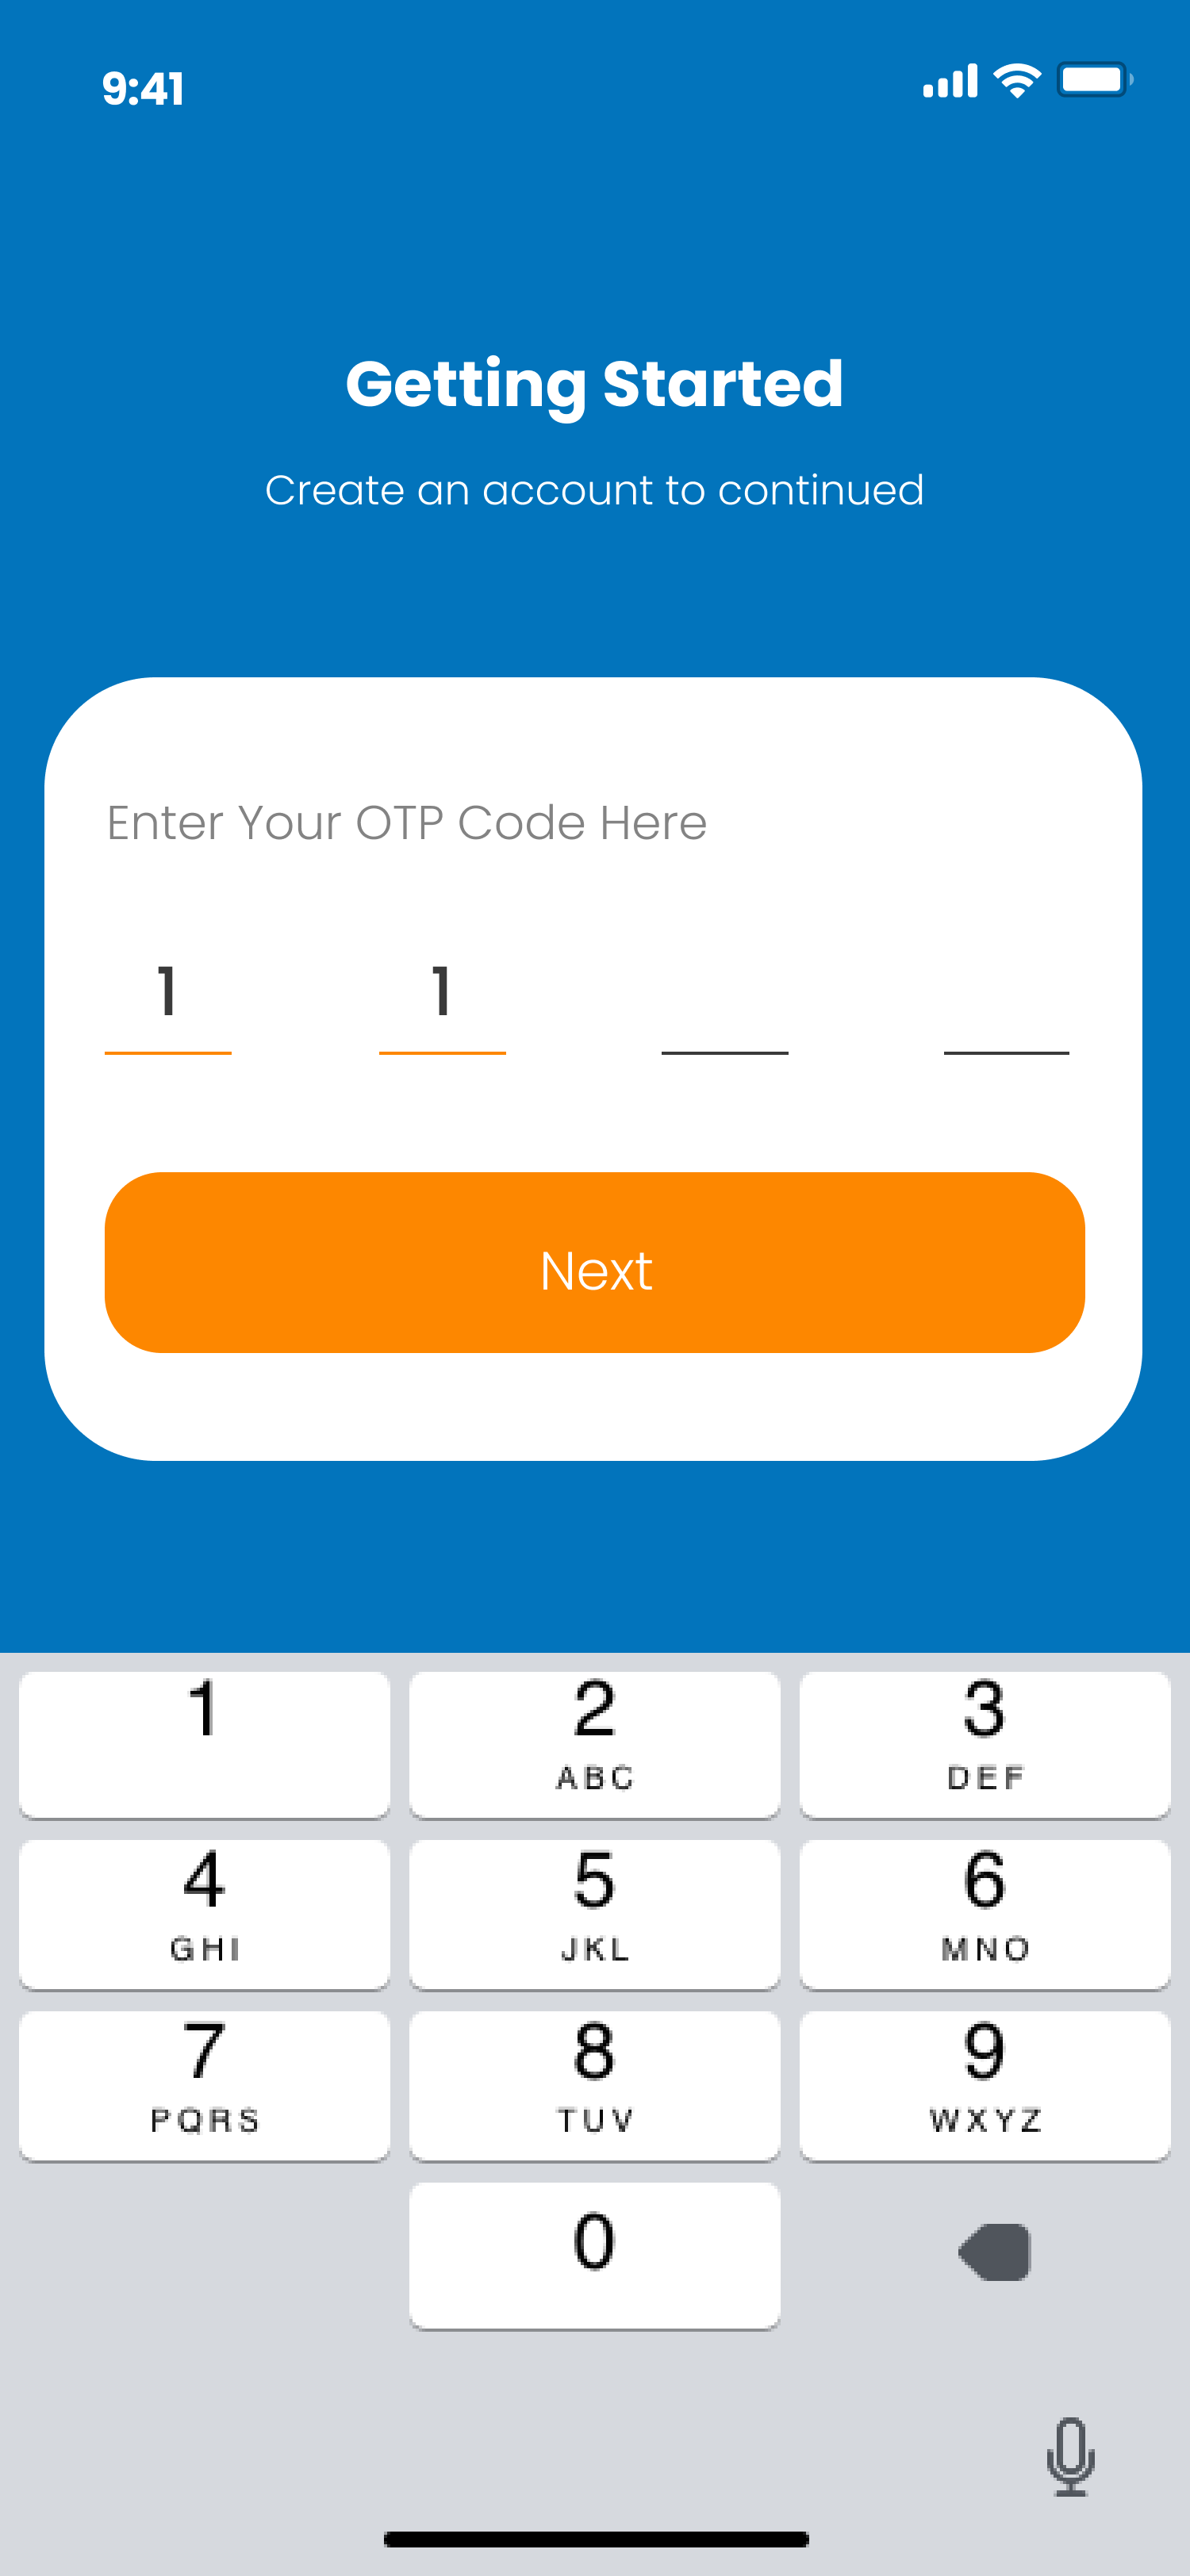 9:41
Getting Started
Create an account to continued
Enter Your OTP Code Here
1 1
Next
1 2 3
ABC DEF
4 5 6
GHI JKL MNO
7 8 9
PQRS TUV WXYZ
0